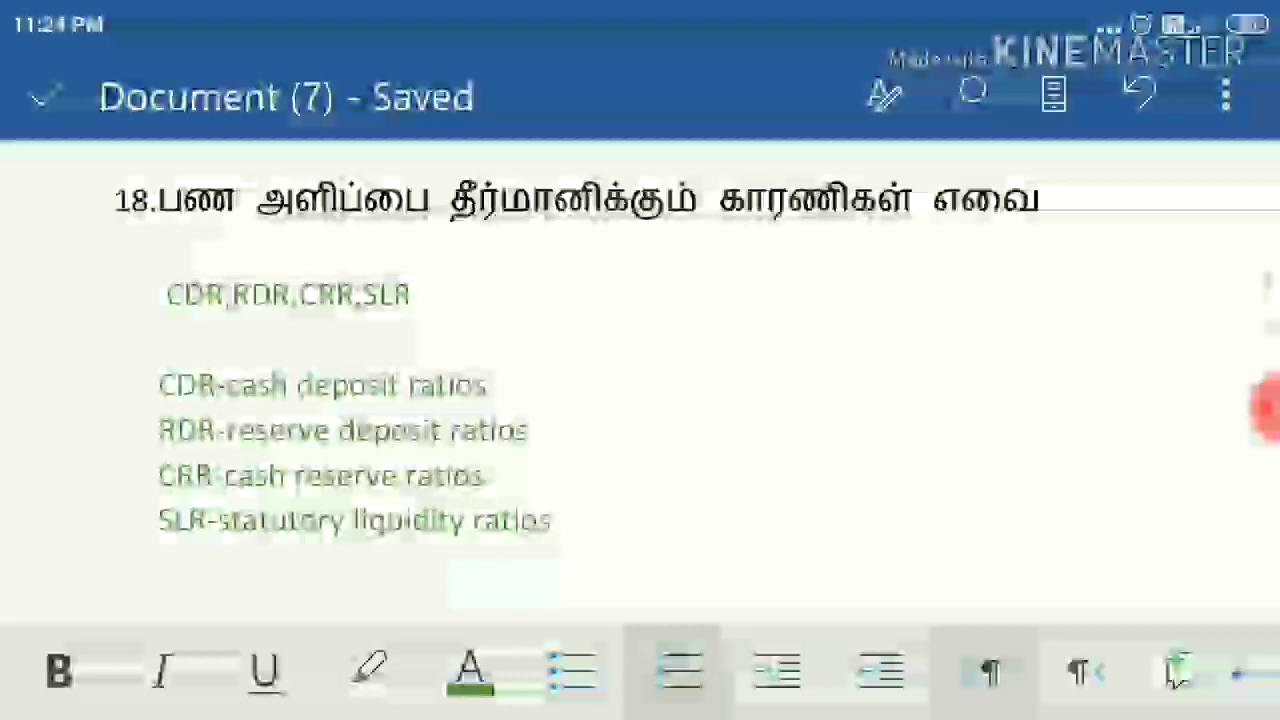 11:24 PM
KINEMASTER
Document (7) - Saved
18.பண அளிப்பை தீர்மானிக்கும் காரணிகள் எவை
CDR,RDR,CRR,SLR
CDR-cash deposit ratios
RDR-reserve deposit ratios
CRR-cash reserve ratios
SLR-statutory liquidity ratios
B I U A